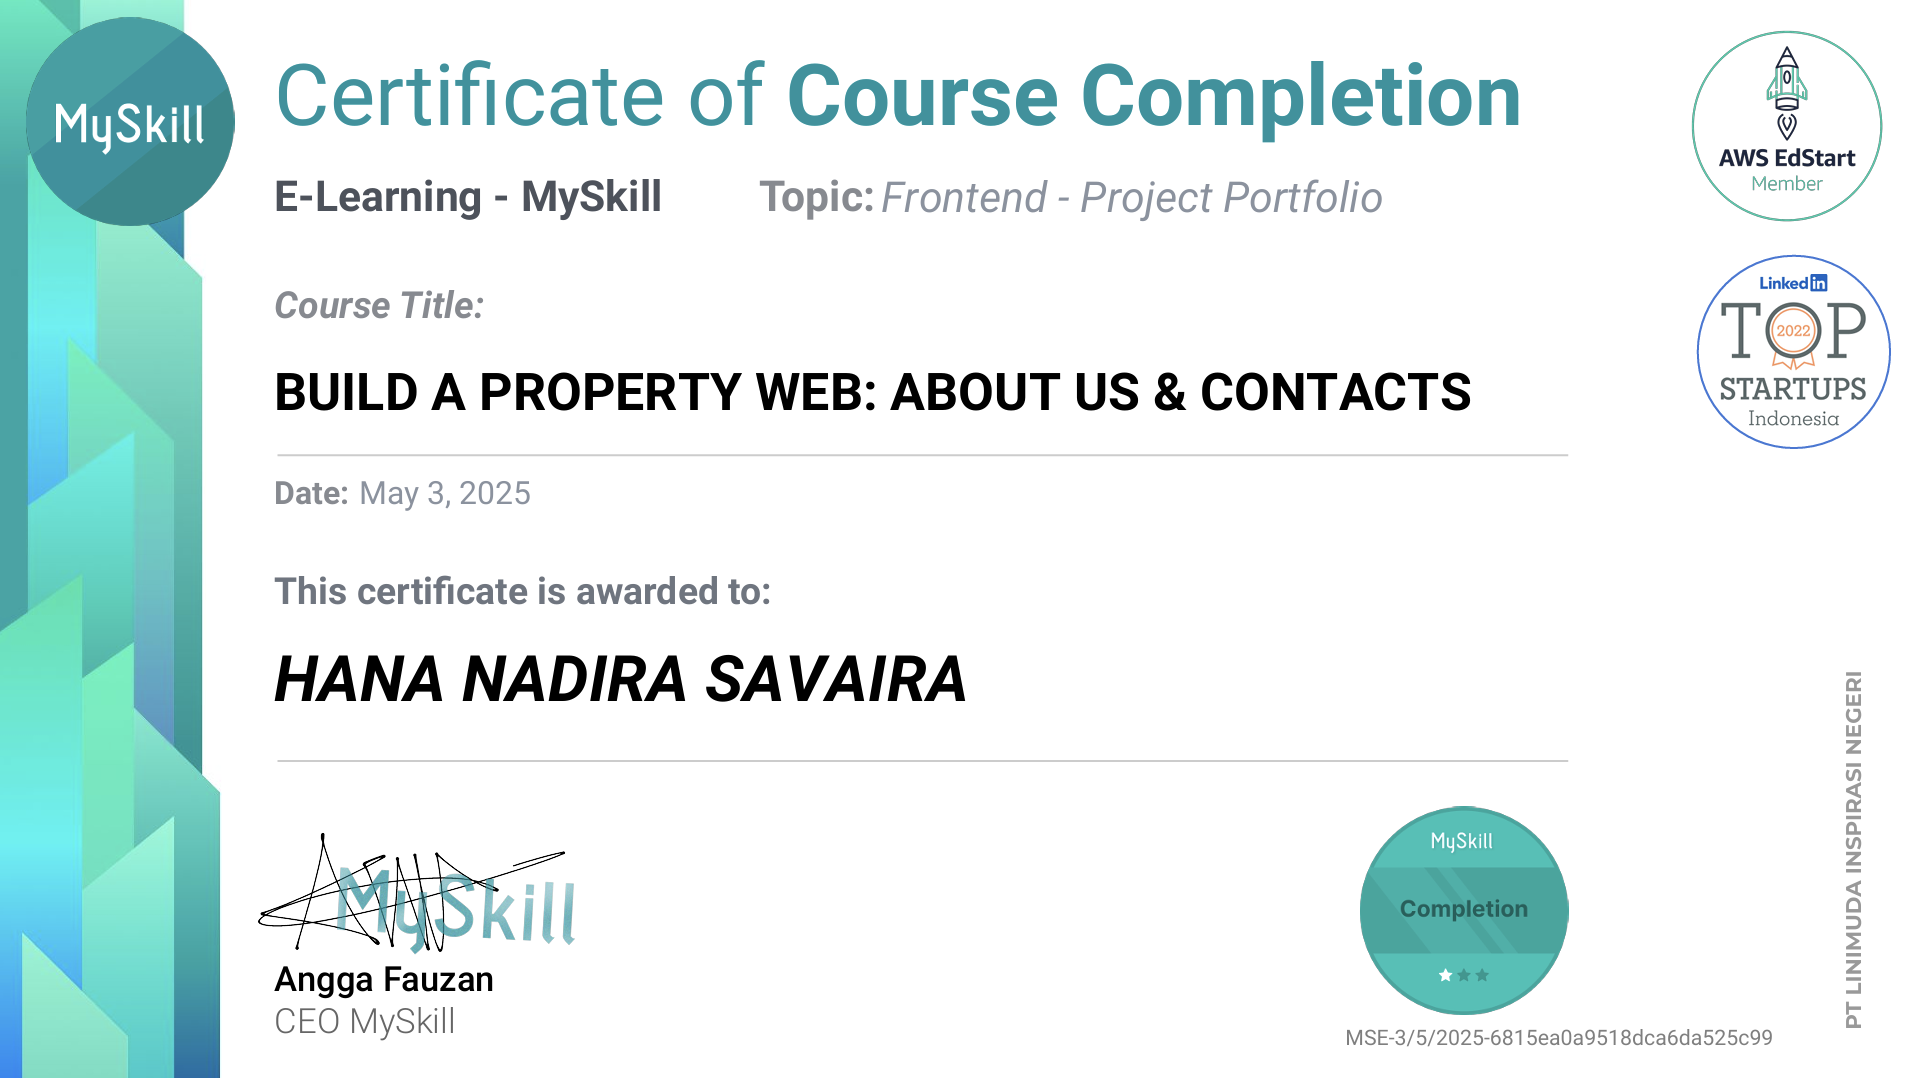 MySkill
Certificate of Course Completion
E-Learning - MySkill
Topic: Frontend - Project Portfolio
AWS EdStart
Member
LinkedIn
TOP
2022
STARTUPS
Indonesia
Course Title:
BUILD A PROPERTY WEB: ABOUT US & CONTACTS
Date: May 3, 2025
This certificate is awarded to:
HANA NADIRA SAVAIRA
MySkill
Angga Fauzan
CEO MySkill
MySkill
Completion
MSE-3/5/2025-6815ea0a9518dca6da525c99
PT LINIMUDA INSPIRASI NEGERI